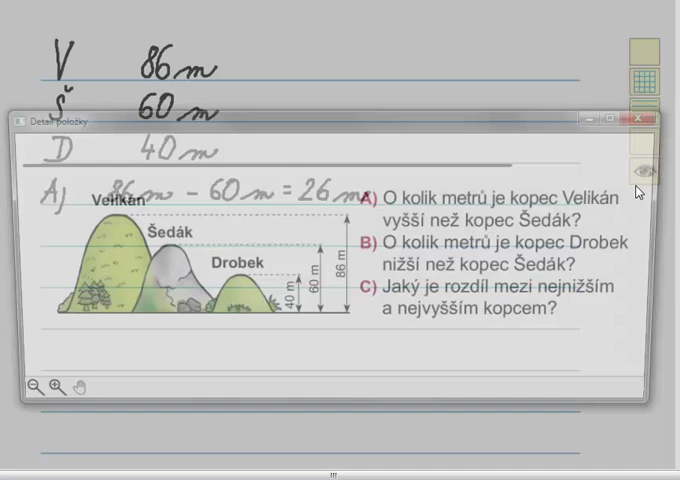 V 86 m
Š 60 m
Detail položky
D 40 m
A) 86 m - 60 m = 26 m
Velikán
Šedák
Drobek
40 m
60 m
86 m
A) O kolik metrů je kopec Velikán
vyšší než kopec Šedák?
B) O kolik metrů je kopec Drobek
nižší než kopec Šedák?
C) Jaký je rozdíl mezi nejnižším
a nejvyšším kopcem?